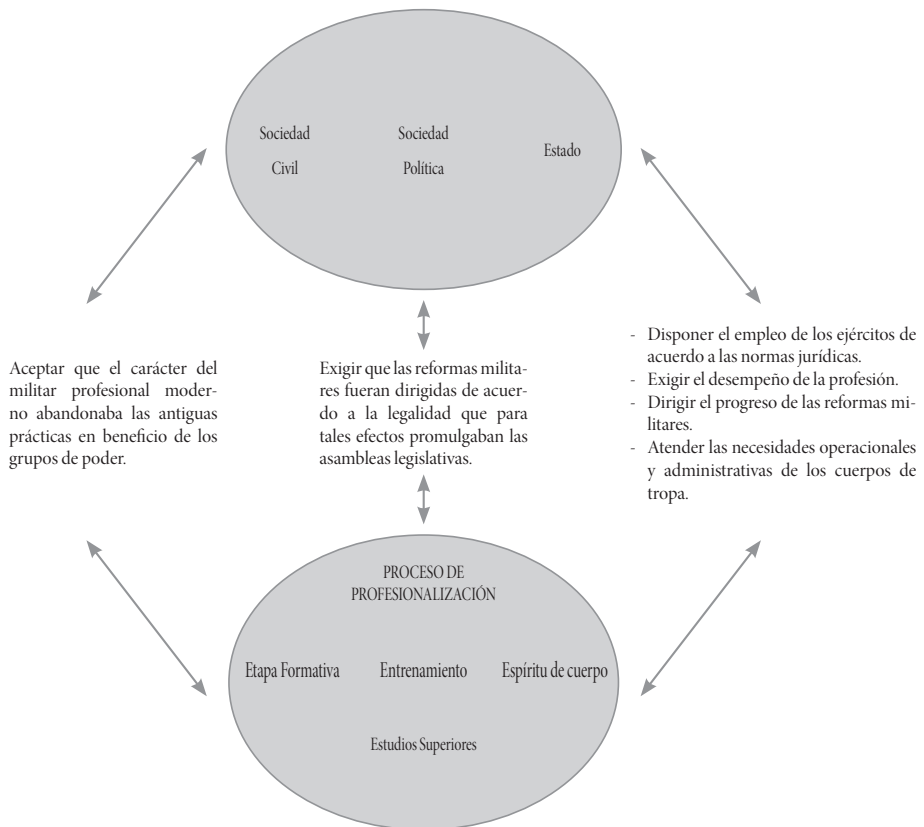 Sociedad
Civil
Sociedad
Política
Estado
Aceptar que el carácter del
militar profesional moder-
no abandonaba las antiguas
prácticas en beneficio de los
grupos de poder.
Exigir que las reformas milita-
res fueran dirigidas de acuer-
do a la legalidad que para
tales efectos promulgaban las
asambleas legislativas.
- Disponer el empleo de los ejércitos de
acuerdo a las normas jurídicas.
- Exigir el desempeño de la profesión.
- Dirigir el progreso de las reformas mi-
litares.
- Atender las necesidades operacionales
y administrativas de los cuerpos de
tropa.
PROCESO DE
PROFESIONALIZACIÓN
Etapa Formativa
Entrenamiento
Espíritu de cuerpo
Estudios Superiores